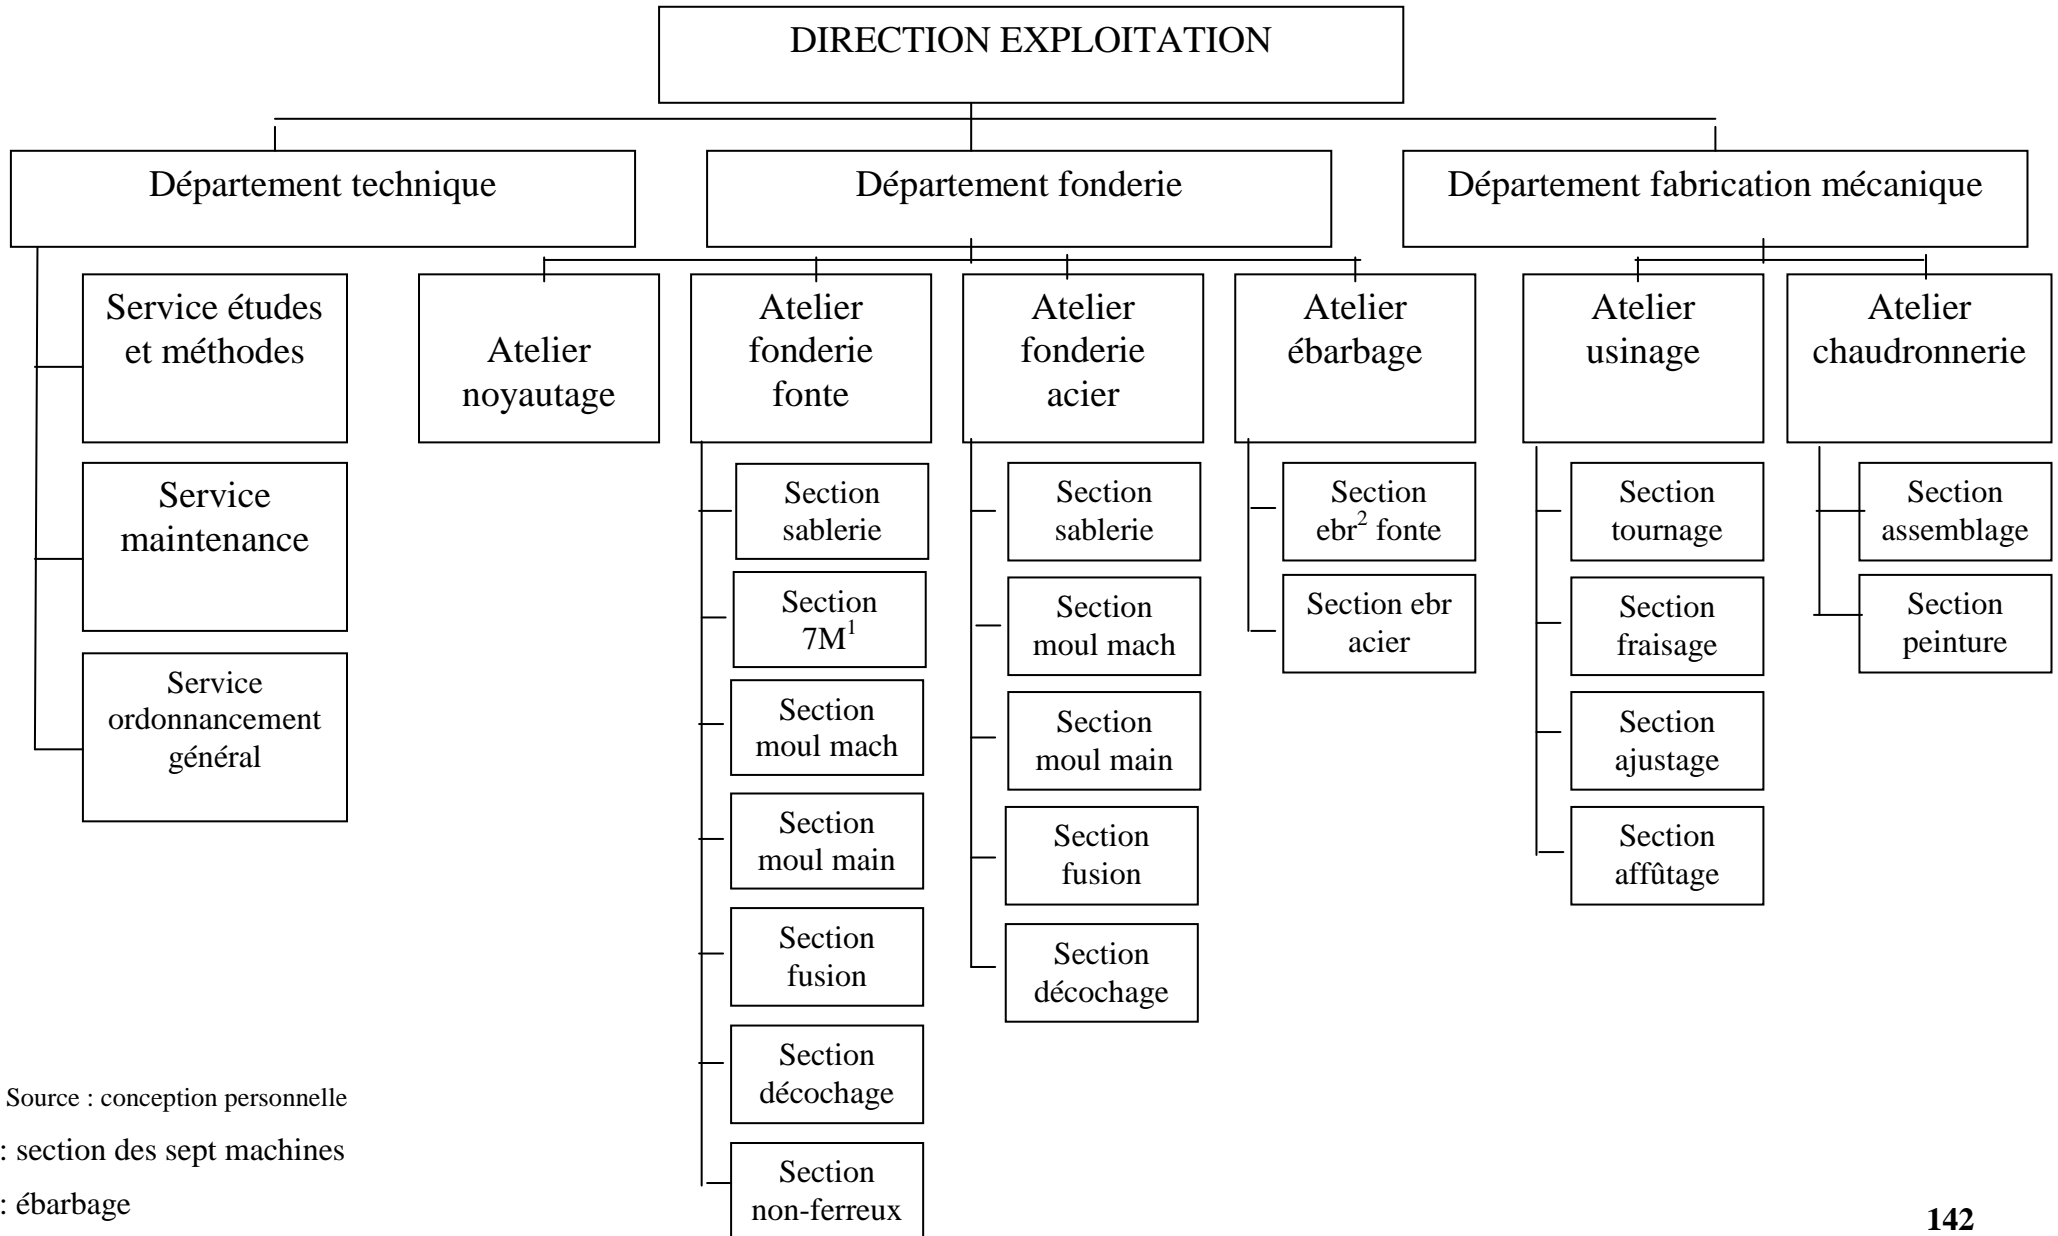 DIRECTION EXPLOITATION
Département technique
Département fonderie
Département fabrication mécanique
Service études
et méthodes
Service
maintenance
Service
ordonnancement
général
Atelier
noyautage
Atelier
fonderie
fonte
Section
sablerie
Section
7M¹
Section
moul mach
Section
moul main
Section
fusion
Section
décochage
Section
non-ferreux
Atelier
fonderie
acier
Section
sablerie
Section
moul mach
Section
moul main
Section
fusion
Section
décochage
Atelier
ébarbage
Section
ebr² fonte
Section ebr
acier
Atelier
usinage
Section
tournage
Section
fraisage
Section
ajustage
Section
affûtage
Atelier
chaudronnerie
Section
assemblage
Section
peinture
Source : conception personnelle
: section des sept machines
: ébarbage
142